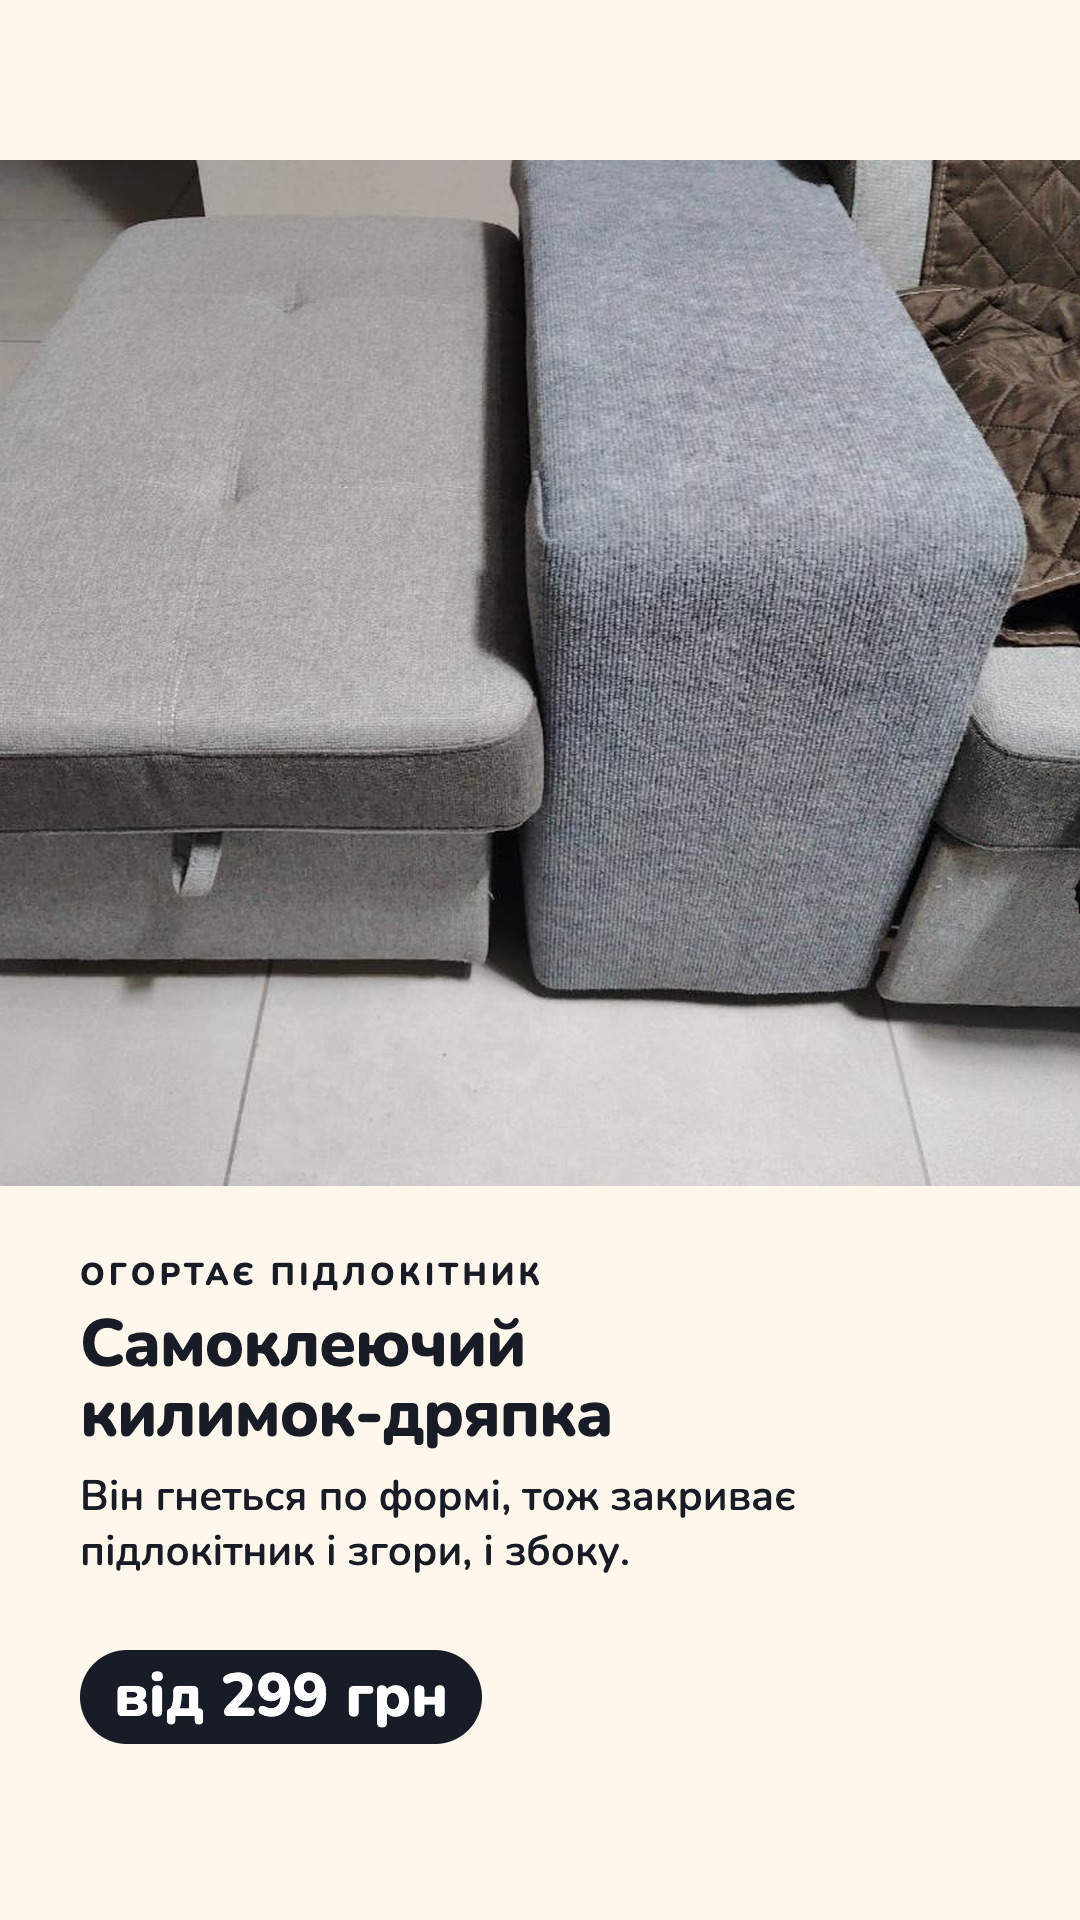 ОГОРТАЄ ПІДЛОКІТНИК
Самоклеючий
килимок-дряпка
Він гнеться по формі, тож закриває
підлокітник і згори, і збоку.
від 299 грн